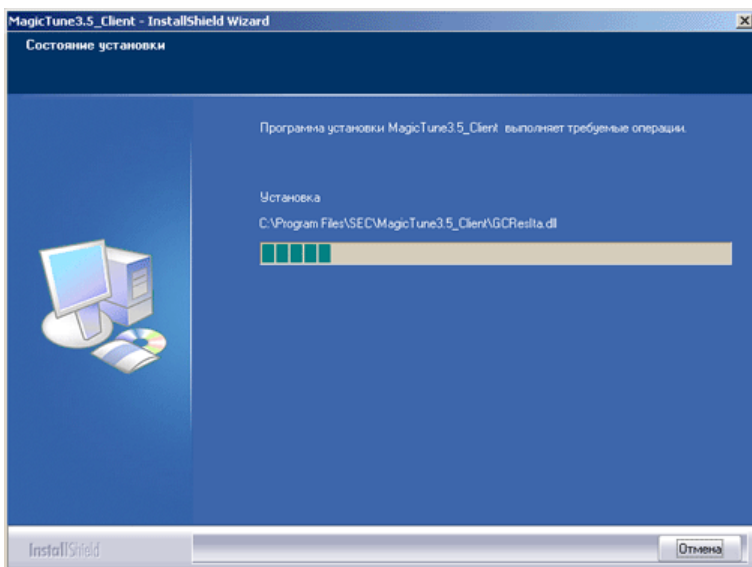 MagicTune3.5_Client - InstallShield Wizard
Состояние установки
Программа установки MagicTune3.5_Client выполняет требуемые операции.
Установка
C:\Program Files\SEC\MagicTune3.5_Client\GCResIta.dll
InstallShield
Отмена